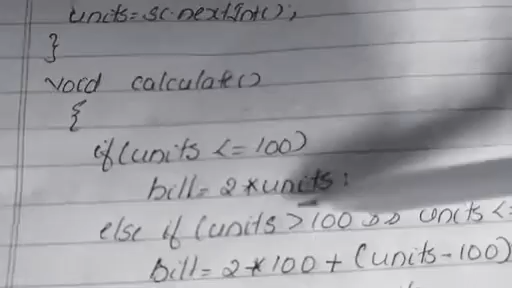 units=sc.nextInt();
}
void calculate()
{
if(units <=100)
bill= 2*units;
else if (units >100 && units <=
bill= 2*100 + (units-100)